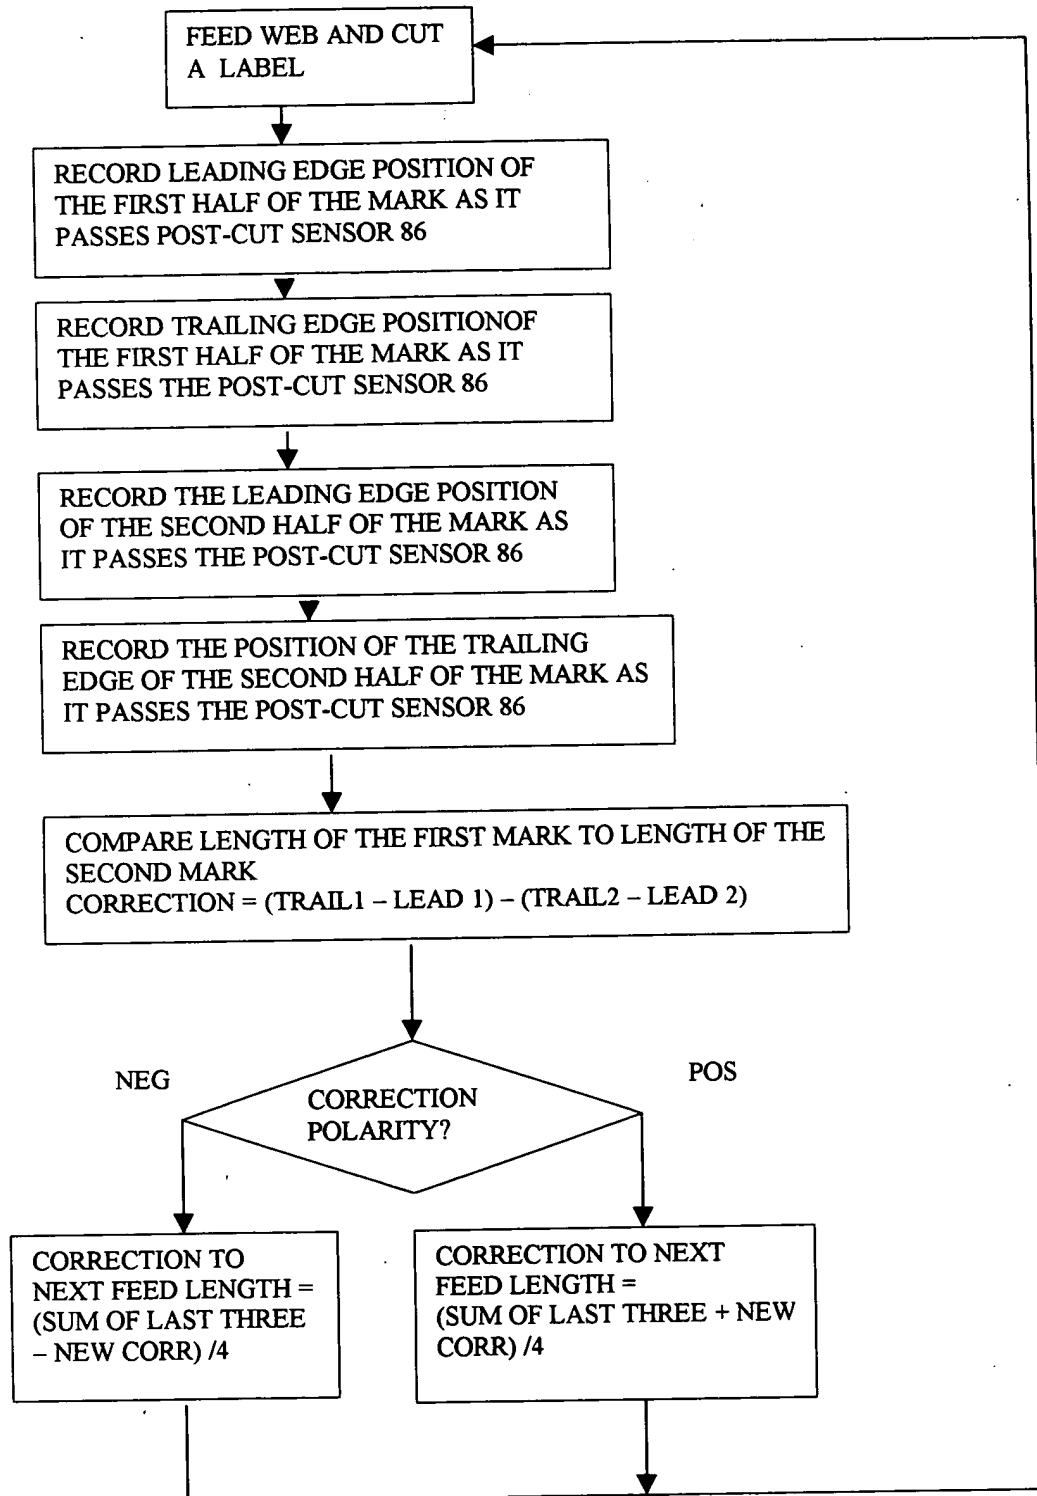 FEED WEB AND CUT
A LABEL
RECORD LEADING EDGE POSITION OF
THE FIRST HALF OF THE MARK AS IT
PASSES POST-CUT SENSOR 86
RECORD TRAILING EDGE POSITIONOF
THE FIRST HALF OF THE MARK AS IT
PASSES THE POST-CUT SENSOR 86
RECORD THE LEADING EDGE POSITION
OF THE SECOND HALF OF THE MARK AS
IT PASSES THE POST-CUT SENSOR 86
RECORD THE POSITION OF THE TRAILING
EDGE OF THE SECOND HALF OF THE MARK AS
IT PASSES THE POST-CUT SENSOR 86
COMPARE LENGTH OF THE FIRST MARK TO LENGTH OF THE
SECOND MARK
CORRECTION = (TRAIL1 – LEAD 1) – (TRAIL2 – LEAD 2)
NEG
POS
CORRECTION
POLARITY?
CORRECTION TO
NEXT FEED LENGTH =
(SUM OF LAST THREE
– NEW CORR) /4
CORRECTION TO NEXT
FEED LENGTH =
(SUM OF LAST THREE + NEW
CORR) /4